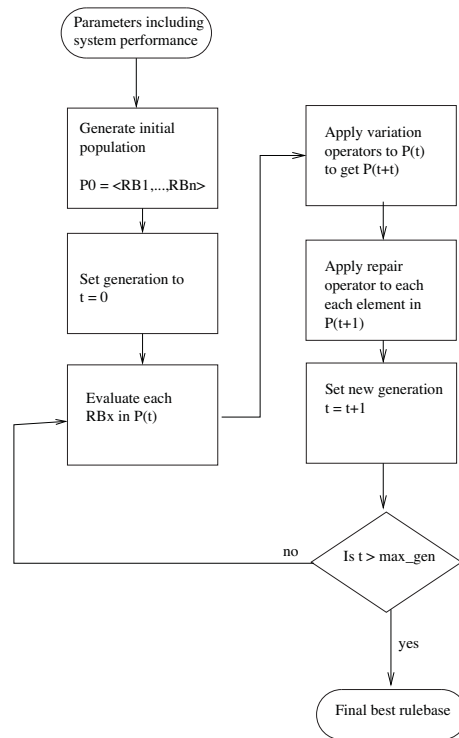 Parameters including
system performance
Generate initial
population
P0 = <RB1,...,RBn>
Set generation to
t = 0
Evaluate each
RBx in P(t)
Apply variation
operators to P(t)
to get P(t+t)
Apply repair
operator to each
each element in
P(t+1)
Set new generation
t = t+1
Is t > max_gen
no
yes
Final best rulebase